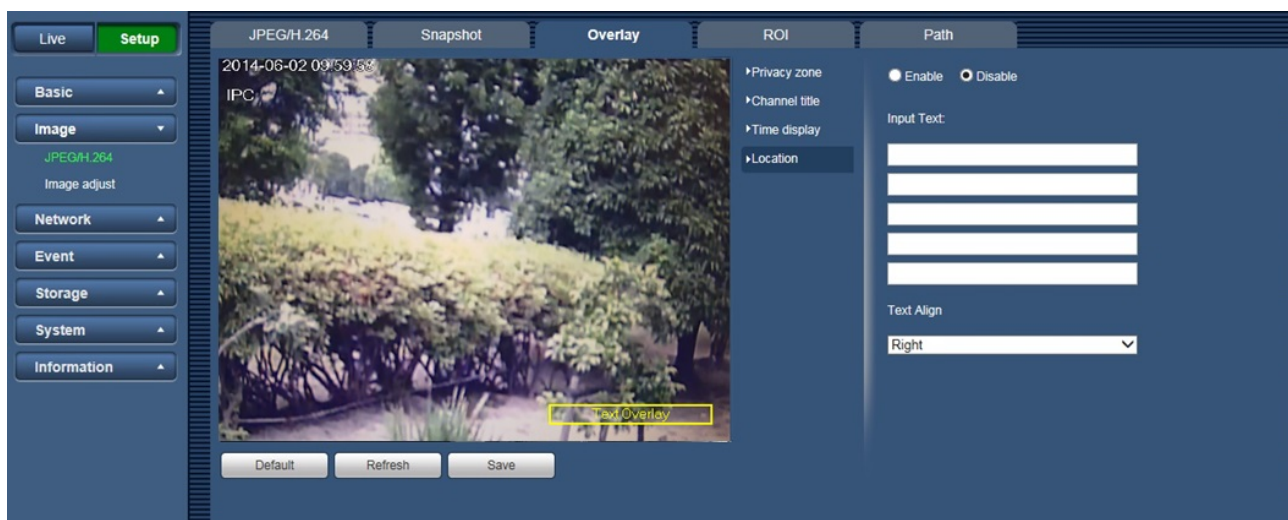 Live Setup
JPEG/H.264 Snapshot Overlay ROI Path
Basic
Image
JPEG/H.264
Image adjust
Network
Event
Storage
System
Information
2014-06-02 09:59:58
IPC
Text Overlay
Default Refresh Save
Privacy zone
Channel title
Time display
Location
Enable Disable
Input Text:
Text Align
Right